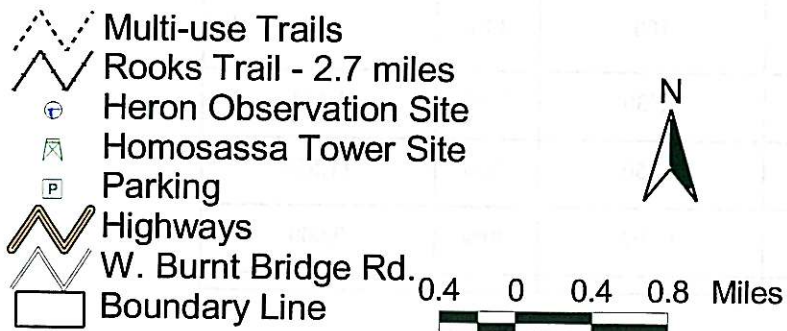 Multi-use Trails
Rooks Trail - 2.7 miles
Heron Observation Site
Homosassa Tower Site
P Parking
Highways
W. Burnt Bridge Rd.
Boundary Line
N
0.4 0 0.4 0.8 Miles